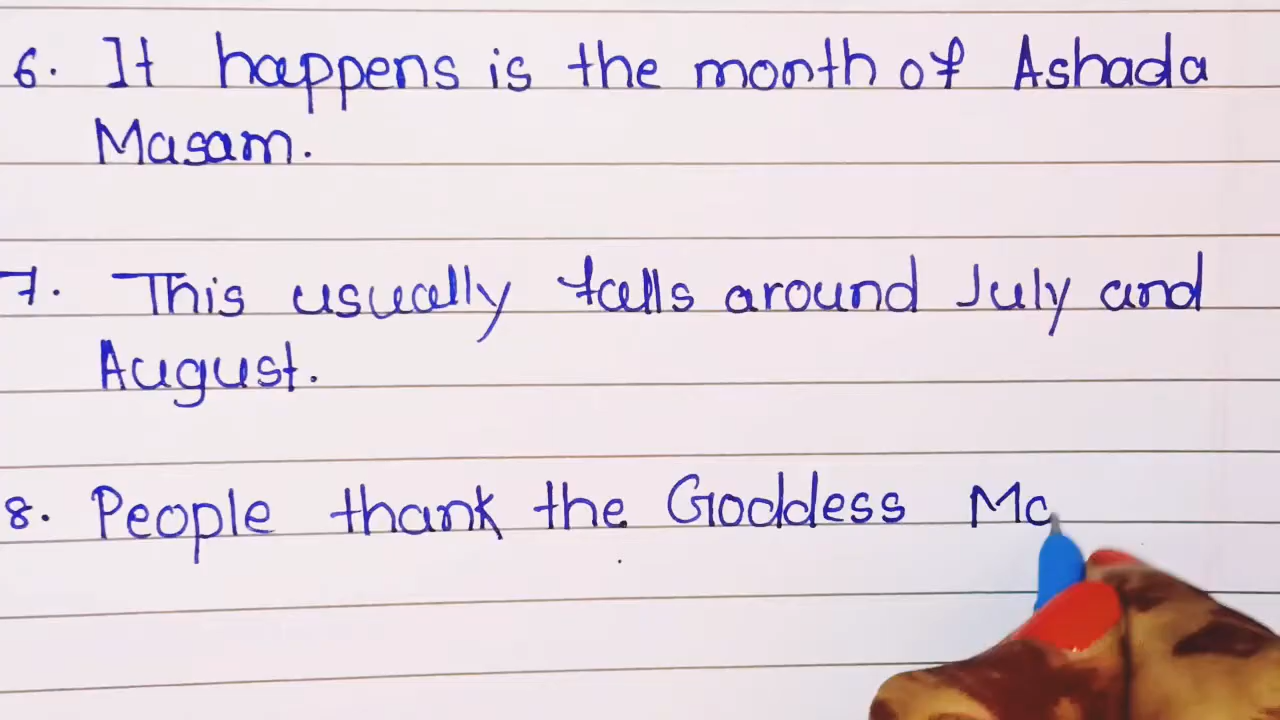 6. It happens is the month of Ashada
Masam.
7. This usually falls around July and
August.
8. People thank the Goddess Ma